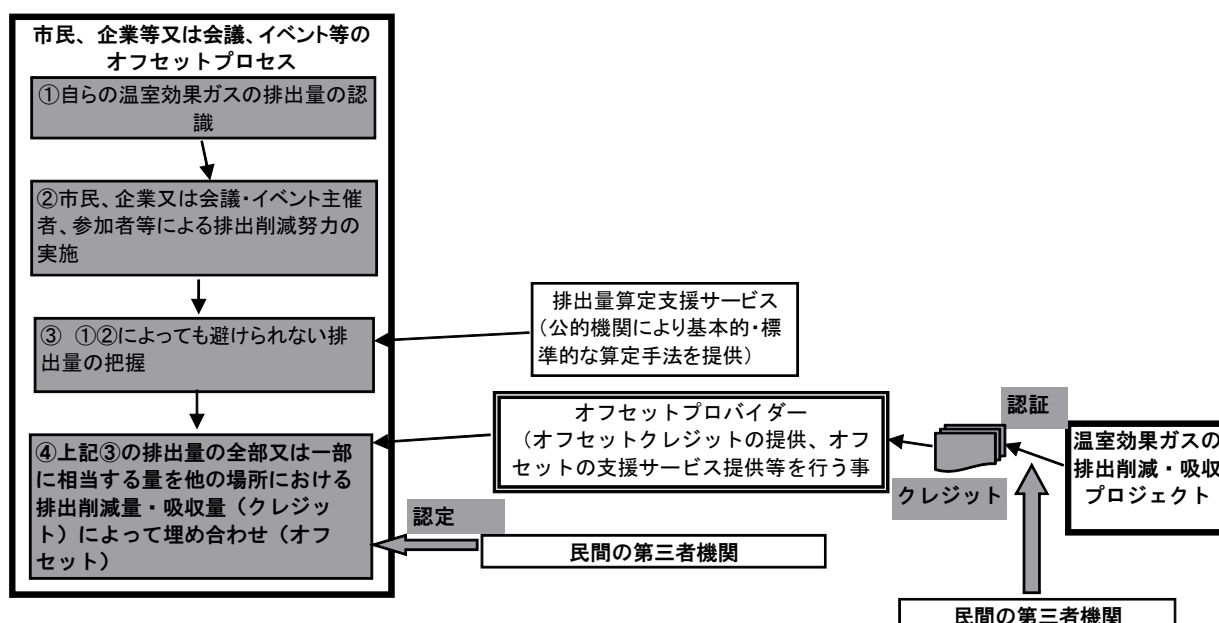 市民、企業等又は会議、イベント等の
オフセットプロセス
①自らの温室効果ガスの排出量の認
識
②市民、企業又は会議・イベント主催
者、参加者等による排出削減努力の
実施
③ ①②によっても避けられない排
出量の把握
④上記③の排出量の全部又は一部
に相当する量を他の場所における
排出削減量・吸収量（クレジッ
ト）によって埋め合わせ（オフ
セット）
排出量算定支援サービス
（公的機関により基本的・標
準的な算定手法を提供）
オフセットプロバイダー
（オフセットクレジットの提供、オフ
セットの支援サービス提供等を行う事
認定
民間の第三者機関
認証
クレジット
温室効果ガスの
排出削減・吸収
プロジェクト
民間の第三者機関